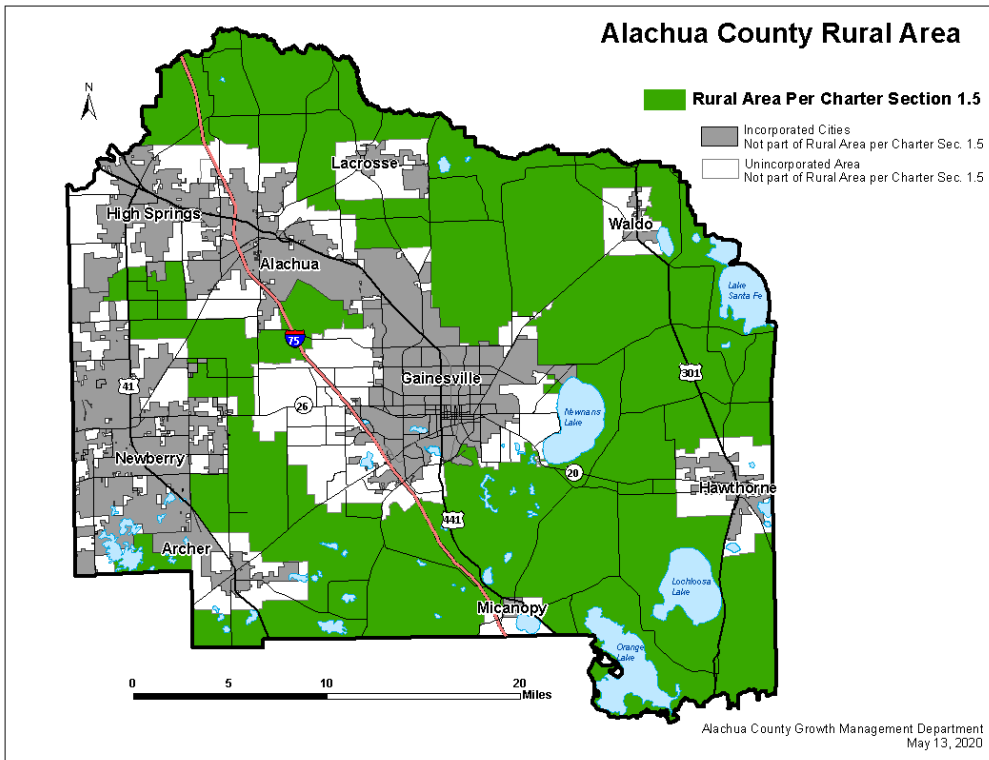 Alachua County Rural Area
N
Rural Area Per Charter Section 1.5
Incorporated Cities
Not part of Rural Area per Charter Sec. 1.5
Unincorporated Area
Not part of Rural Area per Charter Sec. 1.5
Lacrosse
High Springs
Waldo
Alachua
Lake
Santa Fe
75
301
41
Gainesville
26
Newnans
Lake
Newberry
20
Hawthorne
441
Archer
Lochloosa
Lake
Micanopy
Orange
Lake
0 5 10 20
Miles
Alachua County Growth Management Department
May 13, 2020